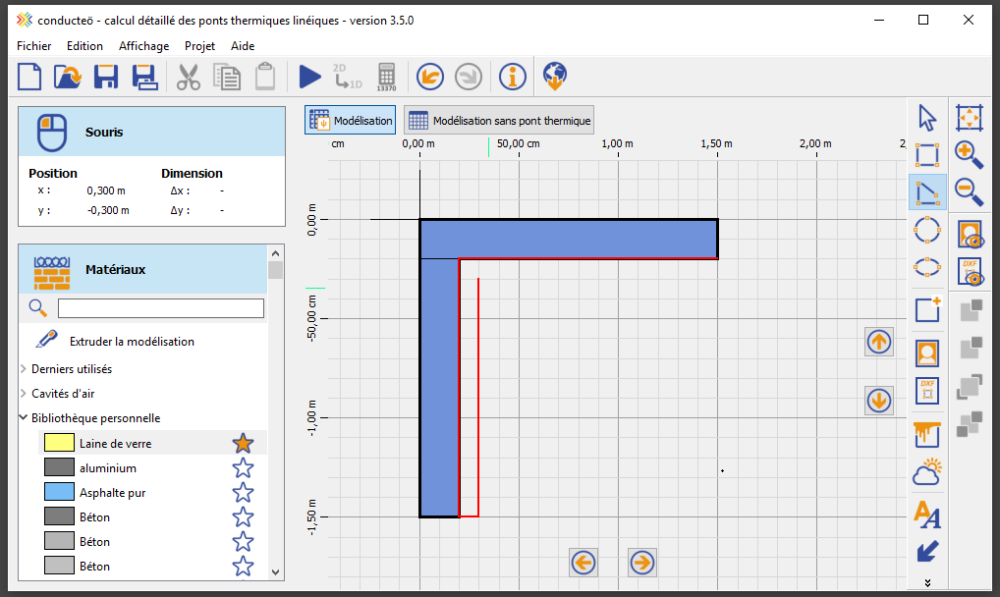 conducteö - calcul détaillé des ponts thermiques linéiques - version 3.5.0
Fichier Edition Affichage Projet Aide
2D
1D
13370
Souris
Position Dimension
x : 0,300 m Δx : -
y : -0,300 m Δy : -
Matériaux
Extruder la modélisation
Derniers utilisés
Cavités d'air
Bibliothèque personnelle
Laine de verre
aluminium
Asphalte pur
Béton
Béton
Béton
Modélisation Modélisation sans pont thermique
cm 0,00 m 50,00 cm 1,00 m 1,50 m 2,00 m 2
0,00 m
-50,00 cm
-1,00 m
-1,50 m
DXF
DXF
AA